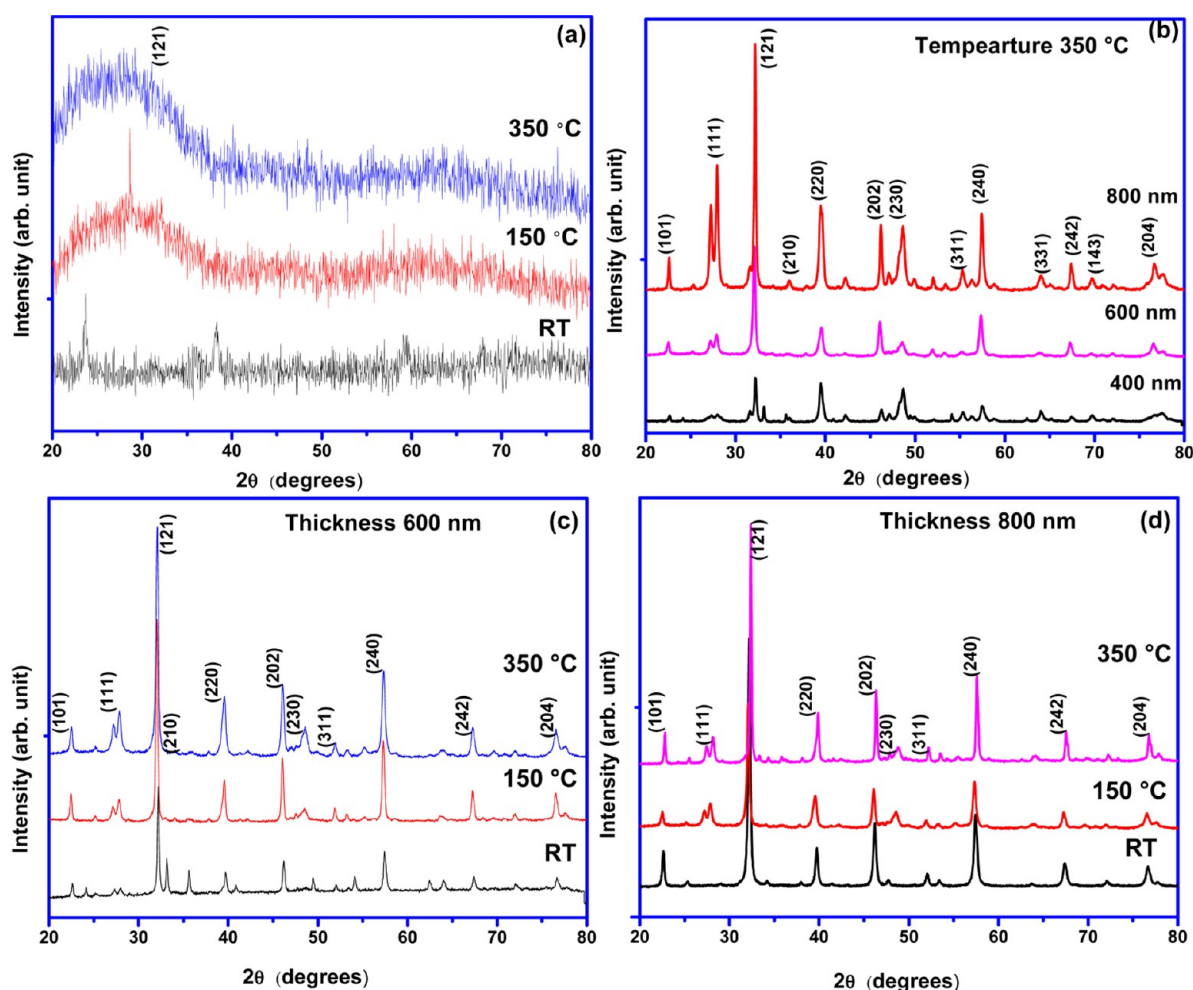 (a)
(121)
350 °C
150 °C
RT
Intensity (arb. unit)
20 30 40 50 60 70 80
2θ (degrees)
(b)
Tempearture 350 °C
(101)
(111)
(121)
(210)
(220)
(202)
(230)
(311)
(240)
(331)
(242)
(143)
(204)
800 nm
600 nm
400 nm
Intensity (arb. unit)
20 30 40 50 60 70 80
2θ (degrees)
(c)
Thickness 600 nm
(101)
(111)
(121)
(210)
(220)
(202)
(230)
(311)
(240)
(242)
(204)
350 °C
150 °C
RT
Intensity (arb. unit)
20 30 40 50 60 70 80
2θ (degrees)
(d)
Thickness 800 nm
(101)
(111)
(121)
(220)
(202)
(230)
(311)
(240)
(242)
(204)
350 °C
150 °C
RT
Intensity (arb. unit)
20 30 40 50 60 70 80
2θ (degrees)